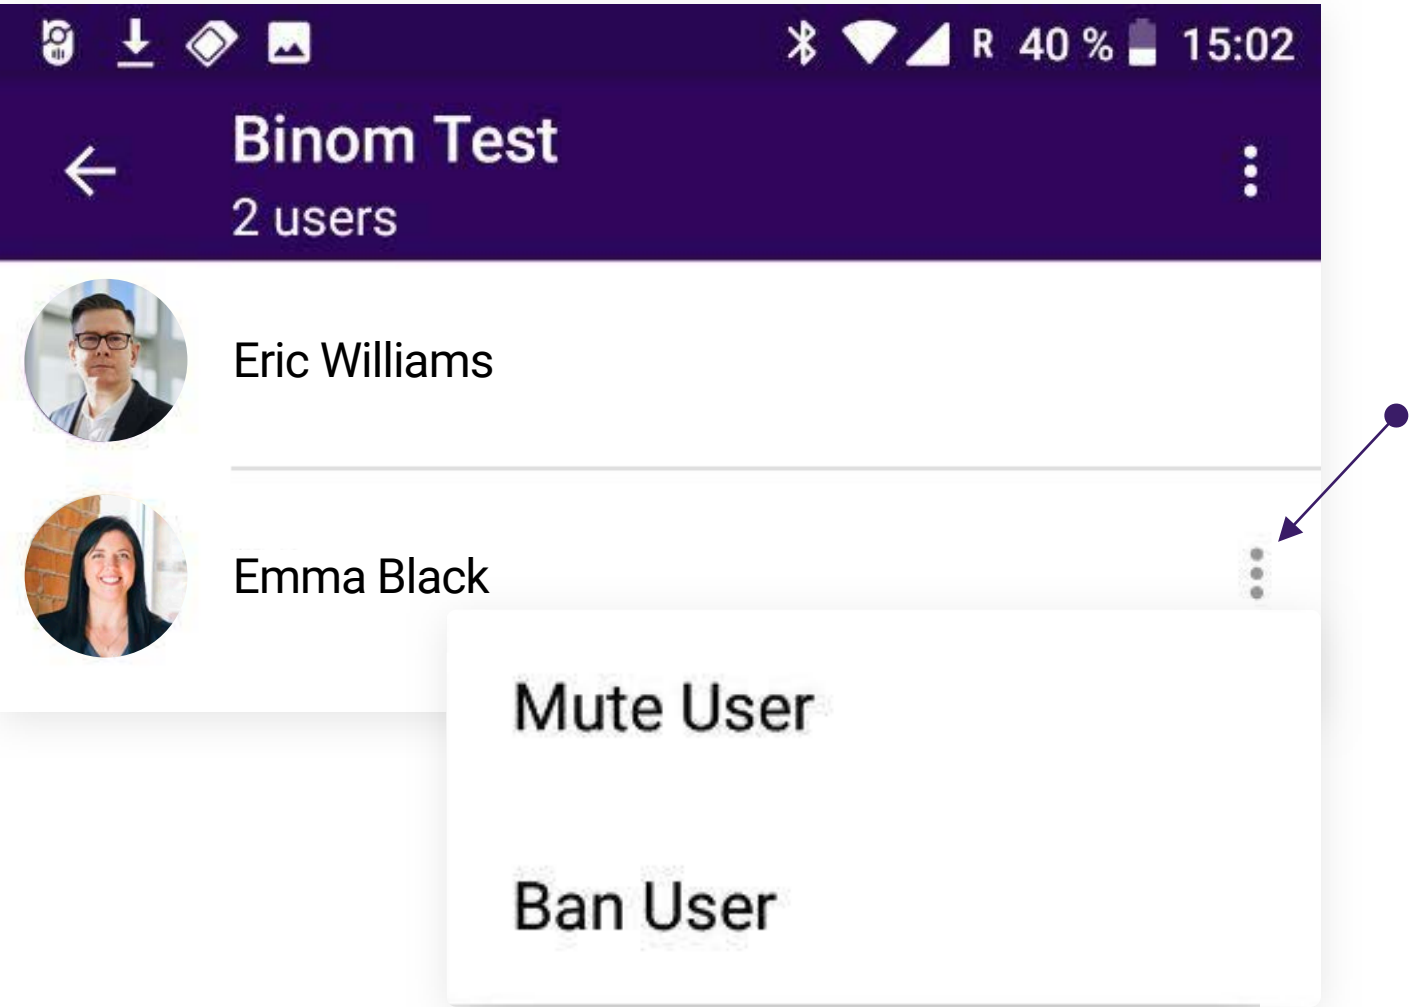 R 40 % 15:02
Binom Test
2 users
Eric Williams
Emma Black
Mute User
Ban User